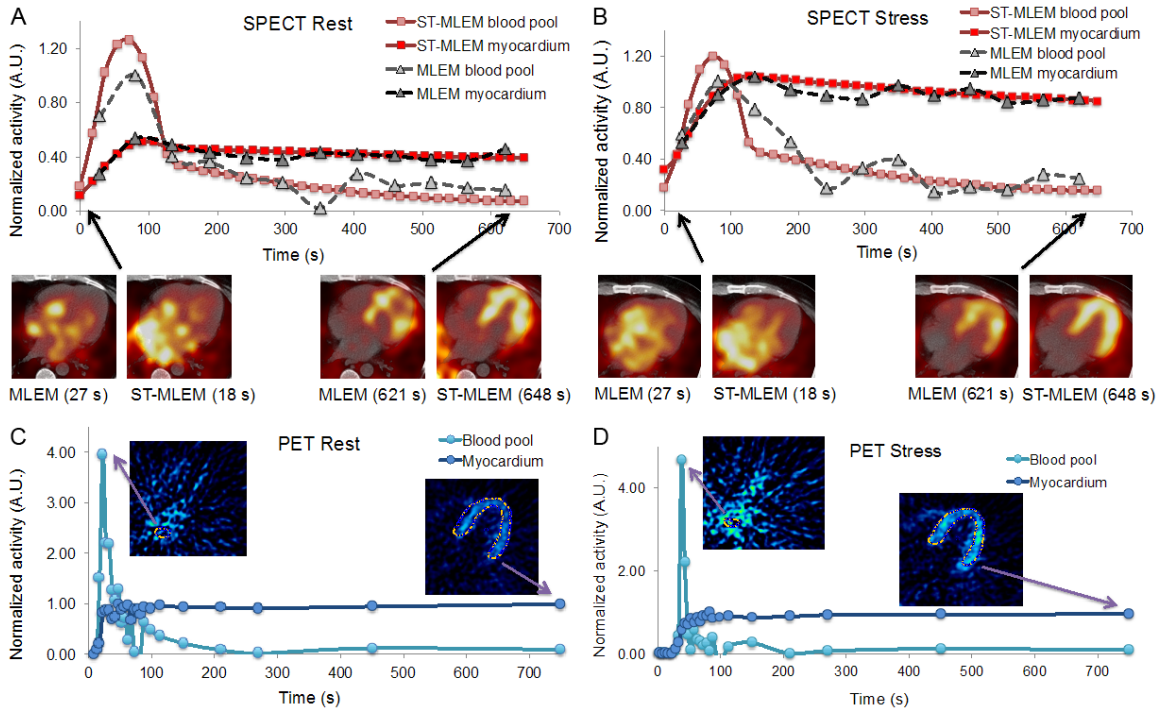 A
SPECT Rest
ST-MLEM blood pool
ST-MLEM myocardium
MLEM blood pool
MLEM myocardium
Normalized activity (A.U.)
1.20
0.80
0.40
0.00
0 100 200 300 400 500 600 700
Time (s)
MLEM (27 s) ST-MLEM (18 s) MLEM (621 s) ST-MLEM (648 s)
B
SPECT Stress
ST-MLEM blood pool
ST-MLEM myocardium
MLEM blood pool
MLEM myocardium
Normalized activity (A.U.)
1.20
0.80
0.40
0.00
0 100 200 300 400 500 600 700
Time (s)
MLEM (27 s) ST-MLEM (18 s) MLEM (621 s) ST-MLEM (648 s)
C
PET Rest
Blood pool
Myocardium
Normalized activity (A.U.)
4.00
3.00
2.00
1.00
0.00
0 100 200 300 400 500 600 700
Time (s)
D
PET Stress
Blood pool
Myocardium
Normalized activity (A.U.)
4.00
2.00
0.00
0 100 200 300 400 500 600 700
Time (s)